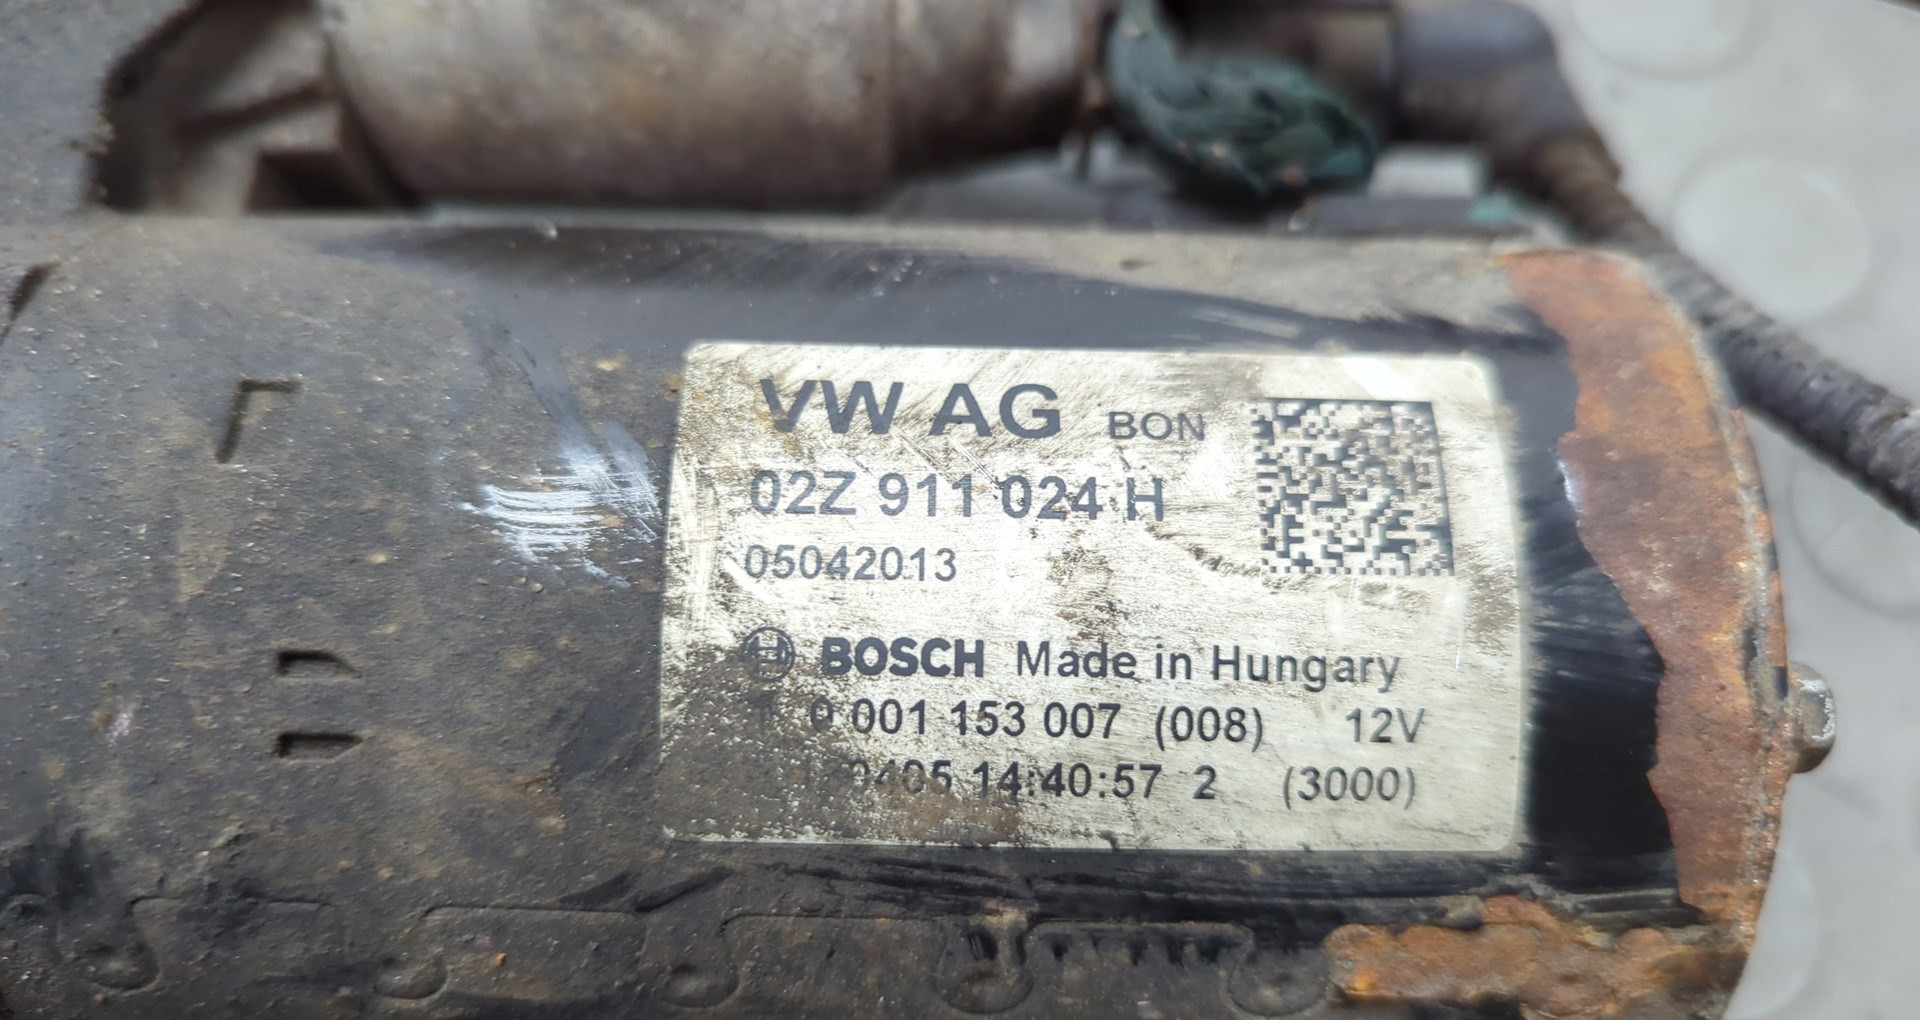 VW AG BON
02Z 911 024 H
05042013
BOSCH Made in Hungary
0 001 153 007 (008) 12V
14:40:57 2 (3000)